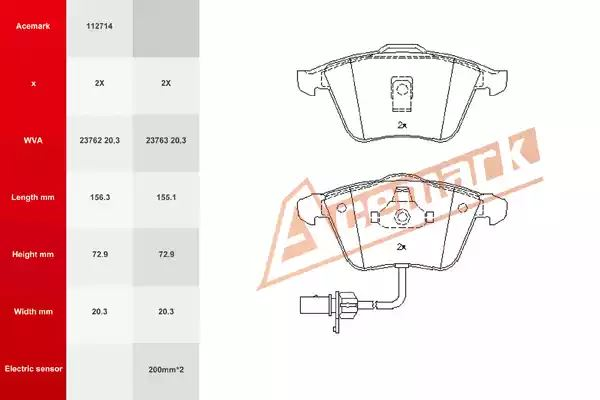 Acemark 112714
x 2X 2X
WVA 23762 20,3 23763 20,3
Length mm 156.3 155.1
Height mm 72.9 72.9
Width mm 20.3 20.3
Electric sensor 200mm*2
2x
2x
Acemark